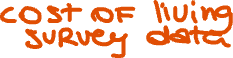 COST OF living
SURVEY data